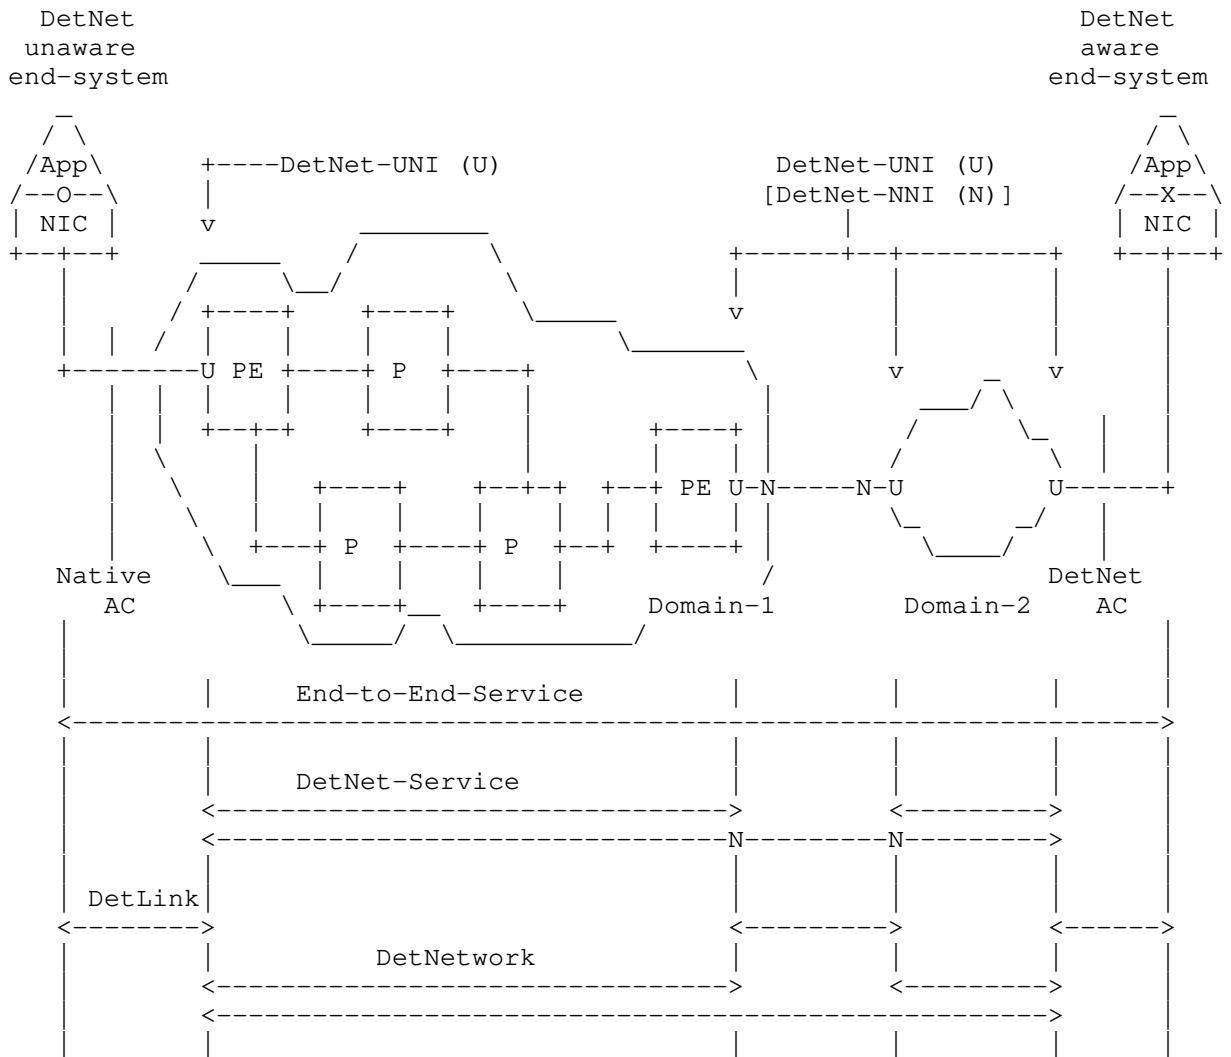 DetNet DetNet
unaware aware
end-system end-system
/App\ +----DetNet-UNI (U) DetNet-UNI (U) /App\
/--O--\ [DetNet-NNI (N)] /--X--\
NIC v NIC
v
U PE P v v
PE U-N-----N-U U
P P
Native DetNet
AC Domain-1 Domain-2 AC
End-to-End-Service
DetNet-Service
N N
DetLink
DetNetwork